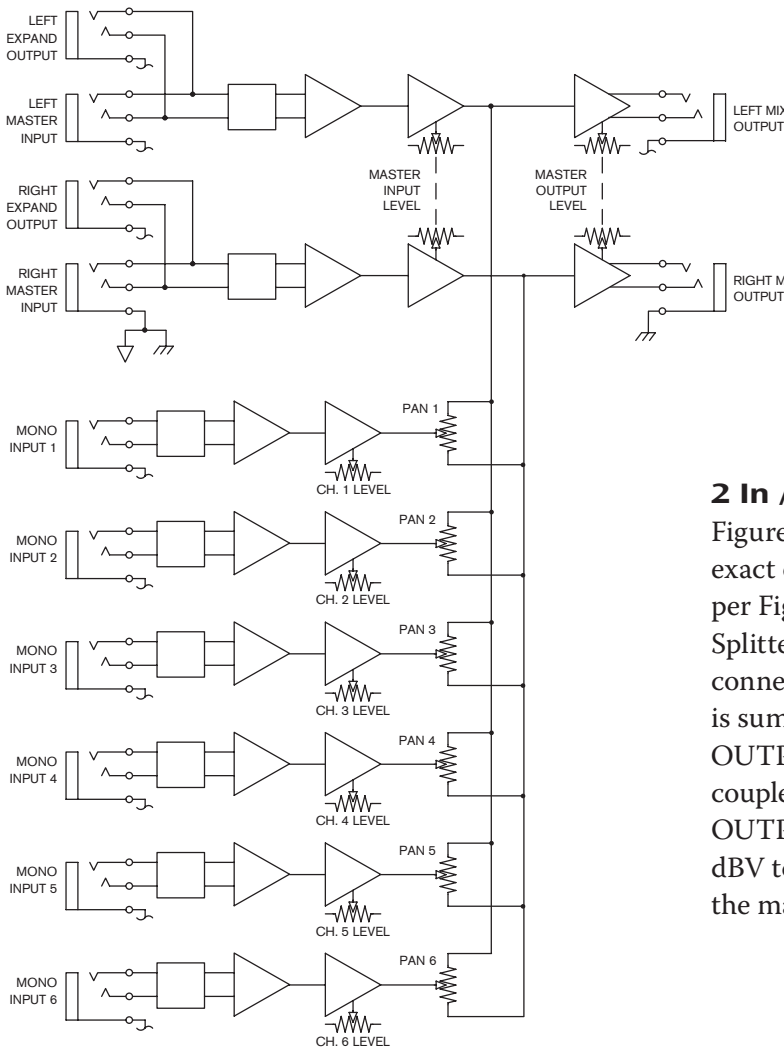 LEFT
EXPAND
OUTPUT
LEFT
MASTER
INPUT
RIGHT
EXPAND
OUTPUT
RIGHT
MASTER
INPUT
MASTER
INPUT
LEVEL
MASTER
OUTPUT
LEVEL
LEFT MIX
OUTPUT
RIGHT M
OUTPUT
MONO
INPUT 1
PAN 1
CH. 1 LEVEL
MONO
INPUT 2
PAN 2
CH. 2 LEVEL
MONO
INPUT 3
PAN 3
CH. 3 LEVEL
MONO
INPUT 4
PAN 4
CH. 4 LEVEL
MONO
INPUT 5
PAN 5
CH. 5 LEVEL
MONO
INPUT 6
PAN 6
CH. 6 LEVEL
2 In
Figure
exact
per Fig
Splitte
conne
is sum
OUTP
couple
OUTP
dBV t
the ma